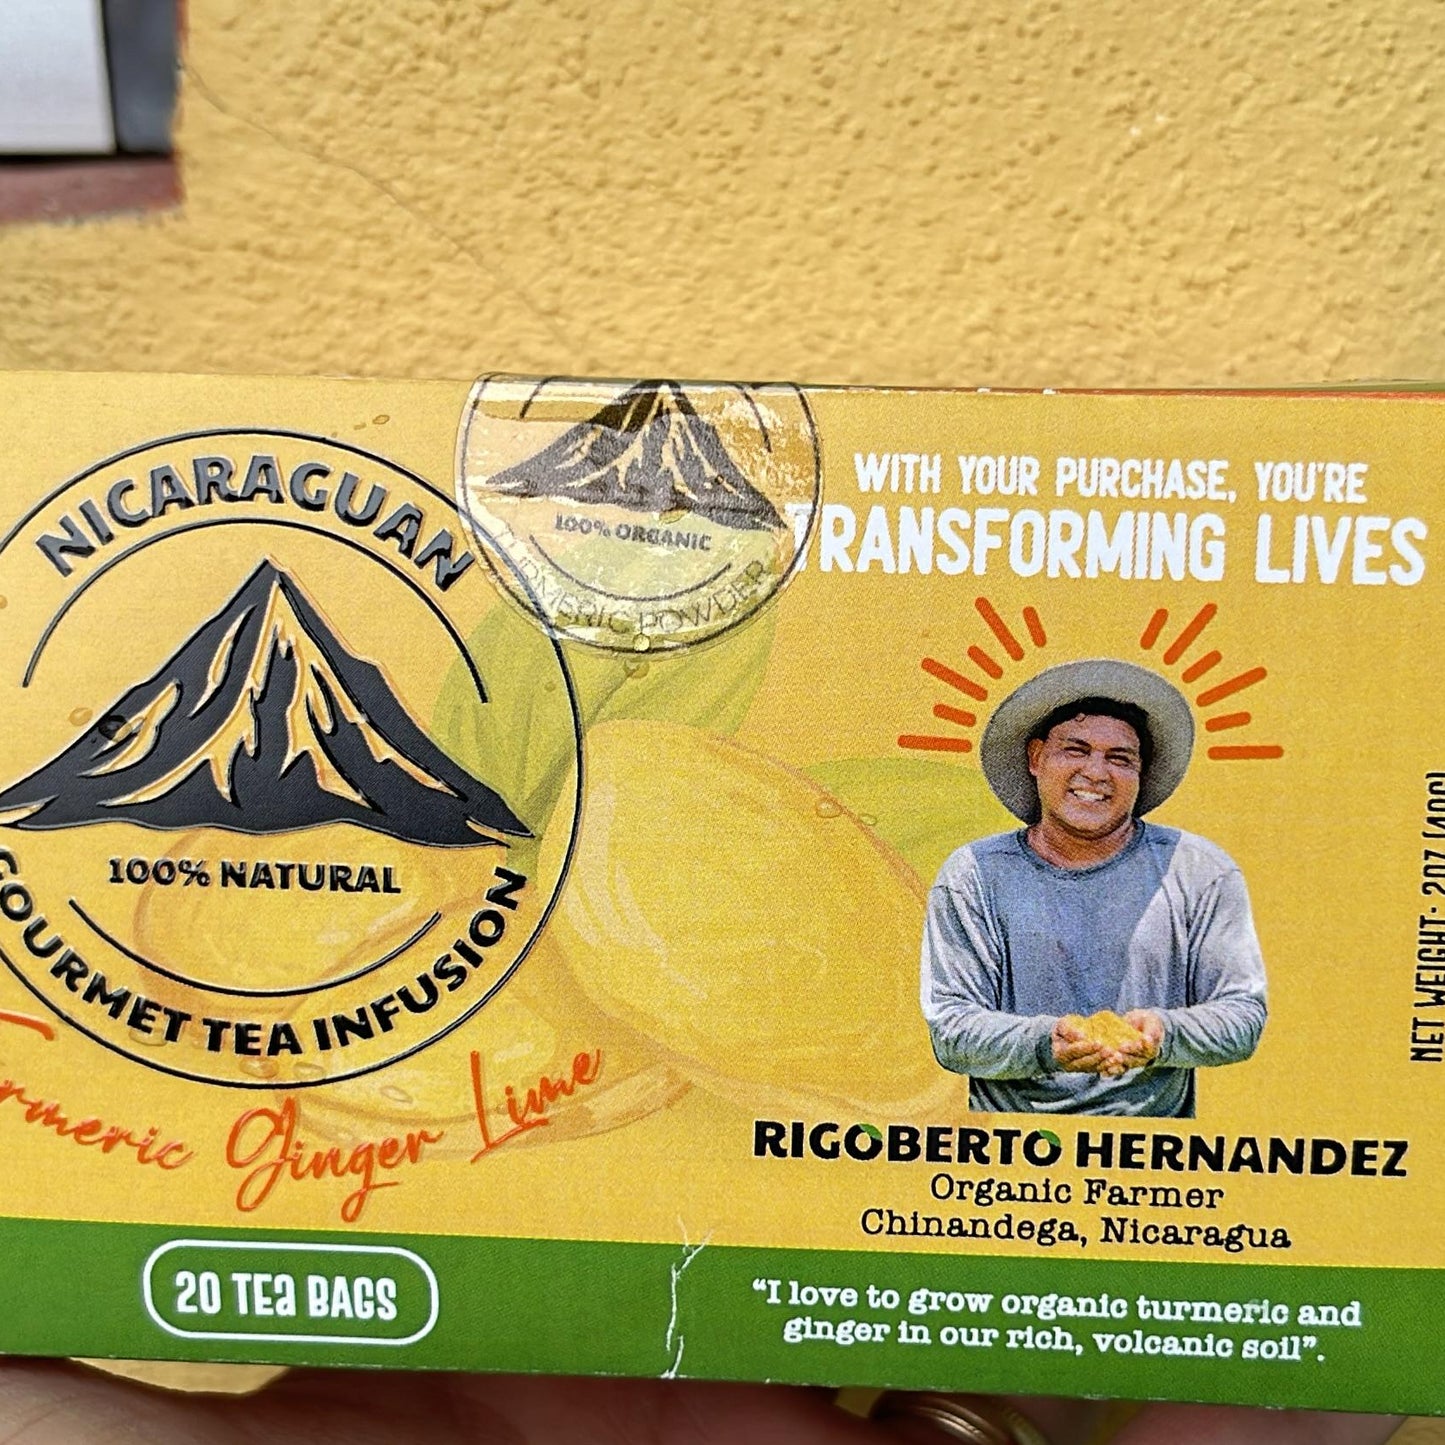 NICARAGUAN
100% NATURAL
GOURMET TEA INFUSION
Turmeric Ginger Lime
20 TEA BAGS
100% ORGANIC
TURMERIC POWDER
WITH YOUR PURCHASE, YOU'RE
TRANSFORMING LIVES
RIGOBERTO HERNANDEZ
Organic Farmer
Chinandega, Nicaragua
“I love to grow organic turmeric and
ginger in our rich, volcanic soil”.
NET WEIGHT: 2OZ